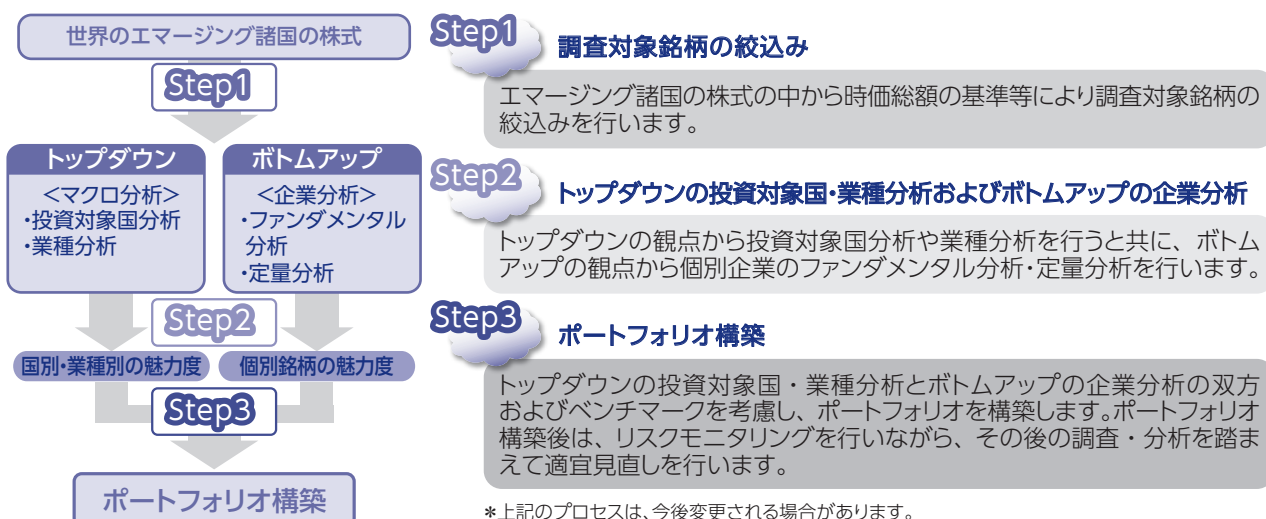 世界のエマージング諸国の株式
Step1
トップダウン
<マクロ分析>
・投資対象国分析
・業種分析
ボトムアップ
<企業分析>
・ファンダメンタル
分析
・定量分析
Step2
国別・業種別の魅力度
個別銘柄の魅力度
Step3
ポートフォリオ構築
Step1
調査対象銘柄の絞込み
エマージング諸国の株式の中から時価総額の基準等により調査対象銘柄の
絞込みを行います。
Step2
トップダウンの投資対象国・業種分析およびボトムアップの企業分析
トップダウンの観点から投資対象国分析や業種分析を行うと共に、ボトム
アップの観点から個別企業のファンダメンタル分析・定量分析を行います。
Step3
ポートフォリオ構築
トップダウンの投資対象国・業種分析とボトムアップの企業分析の双方
およびベンチマークを考慮し、ポートフォリオを構築します。ポートフォリオ
構築後は、リスクモニタリングを行いながら、その後の調査・分析を踏ま
えて適宜見直しを行います。
*上記のプロセスは、今後変更される場合があります。